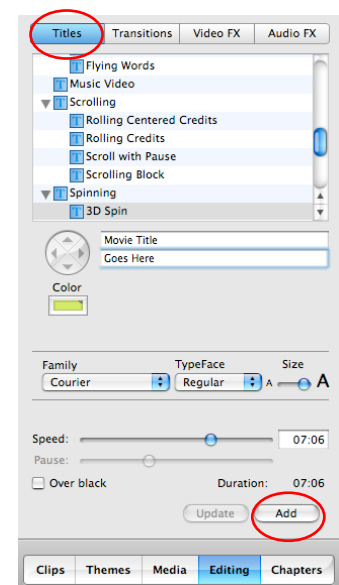 Titles Transitions Video FX Audio FX
Flying Words
Music Video
Scrolling
Rolling Centered Credits
Rolling Credits
Scroll with Pause
Scrolling Block
Spinning
3D Spin
Movie Title
Goes Here
Color
Family TypeFace Size
Courier Regular A A
Speed: 07:06
Pause:
Over black Duration: 07:06
Update Add
Clips Themes Media Editing Chapters